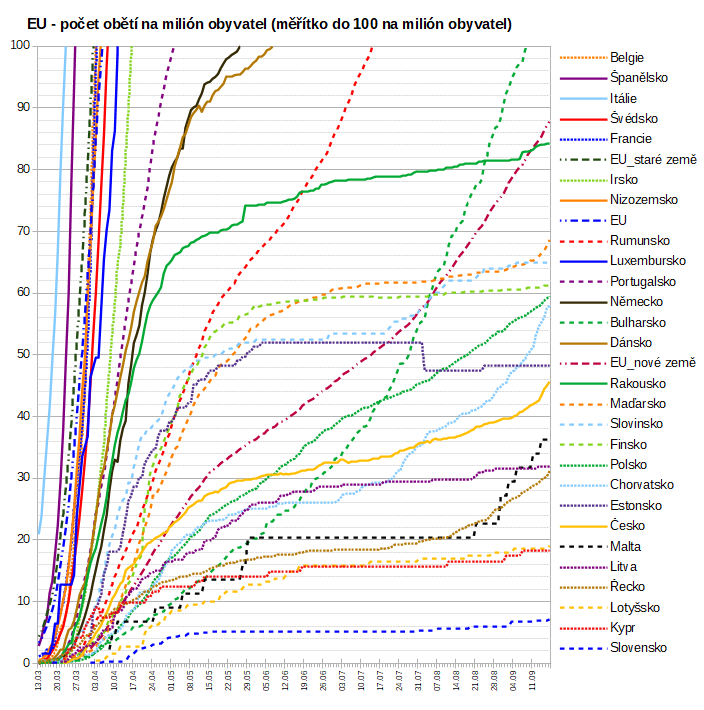 EU - počet obětí na milión obyvatel (měřítko do 100 na milión obyvatel)
100
90
80
70
60
50
40
30
20
10
0
13.03
20.03
27.03
03.04
10.04
17.04
24.04
01.05
08.05
15.05
22.05
29.05
05.06
12.06
19.06
26.06
03.07
10.07
17.07
24.07
31.07
07.08
14.08
21.08
28.08
04.09
11.09
Belgie
Španělsko
Itálie
Švédsko
Francie
EU_staré země
Irsko
Nizozemsko
EU
Rumunsko
Luxembursko
Portugalsko
Německo
Bulharsko
Dánsko
EU_nové země
Rakousko
Maďarsko
Slovinsko
Finsko
Polsko
Chorvatsko
Estonsko
Česko
Malta
Litva
Řecko
Lotyšsko
Kypr
Slovensko